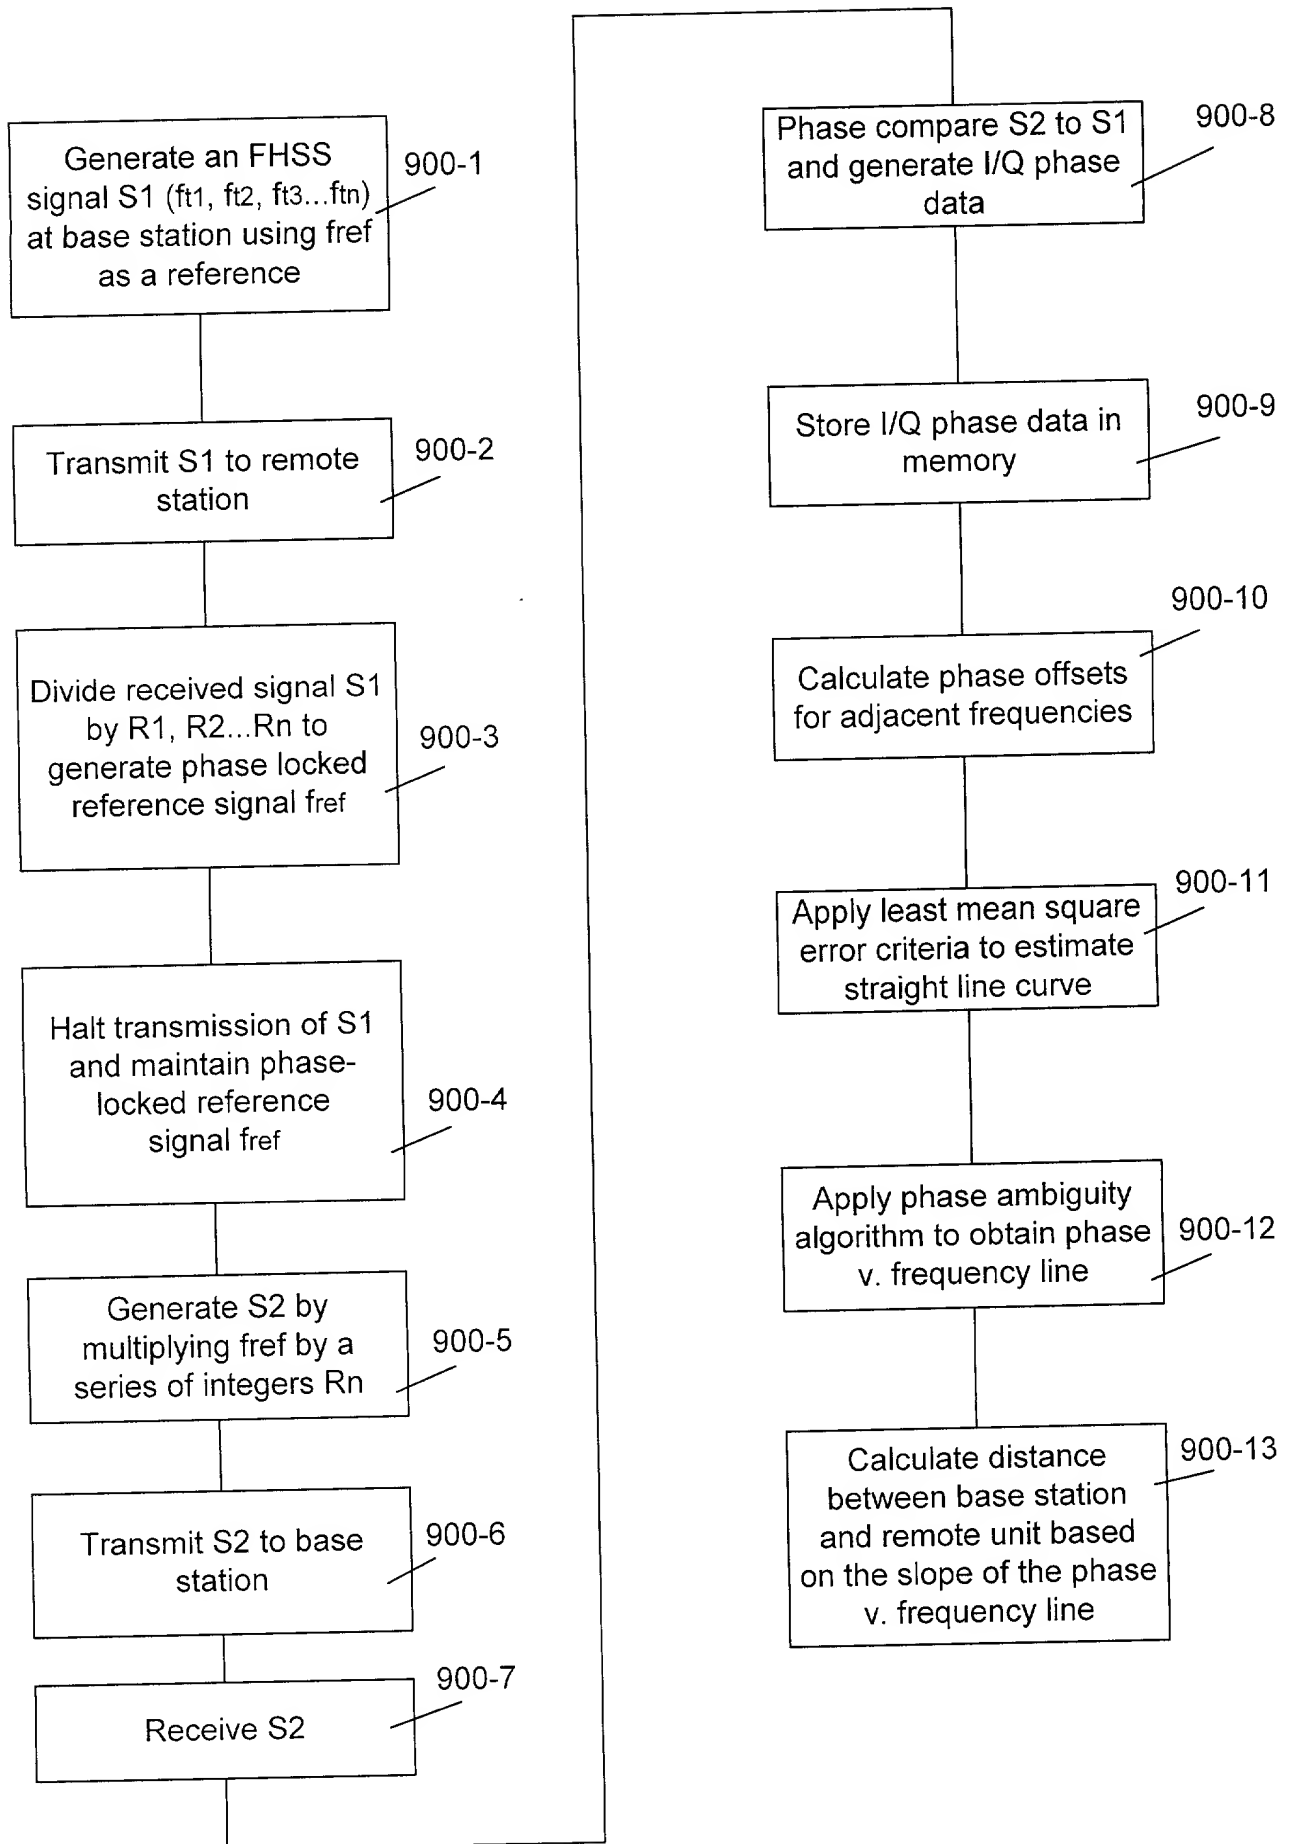 Generate an FHSS
signal S1 (ft1, ft2, ft3...ftn)
at base station using fref
as a reference
900-1
Transmit S1 to remote
station
900-2
Divide received signal S1
by R1, R2...Rn to
generate phase locked
reference signal fref
900-3
Halt transmission of S1
and maintain phase-
locked reference
signal fref
900-4
Generate S2 by
multiplying fref by a
series of integers Rn
900-5
Transmit S2 to base
station
900-6
Receive S2
900-7
Phase compare S2 to S1
and generate I/Q phase
data
900-8
Store I/Q phase data in
memory
900-9
Calculate phase offsets
for adjacent frequencies
900-10
Apply least mean square
error criteria to estimate
straight line curve
900-11
Apply phase ambiguity
algorithm to obtain phase
v. frequency line
900-12
Calculate distance
between base station
and remote unit based
on the slope of the phase
v. frequency line
900-13